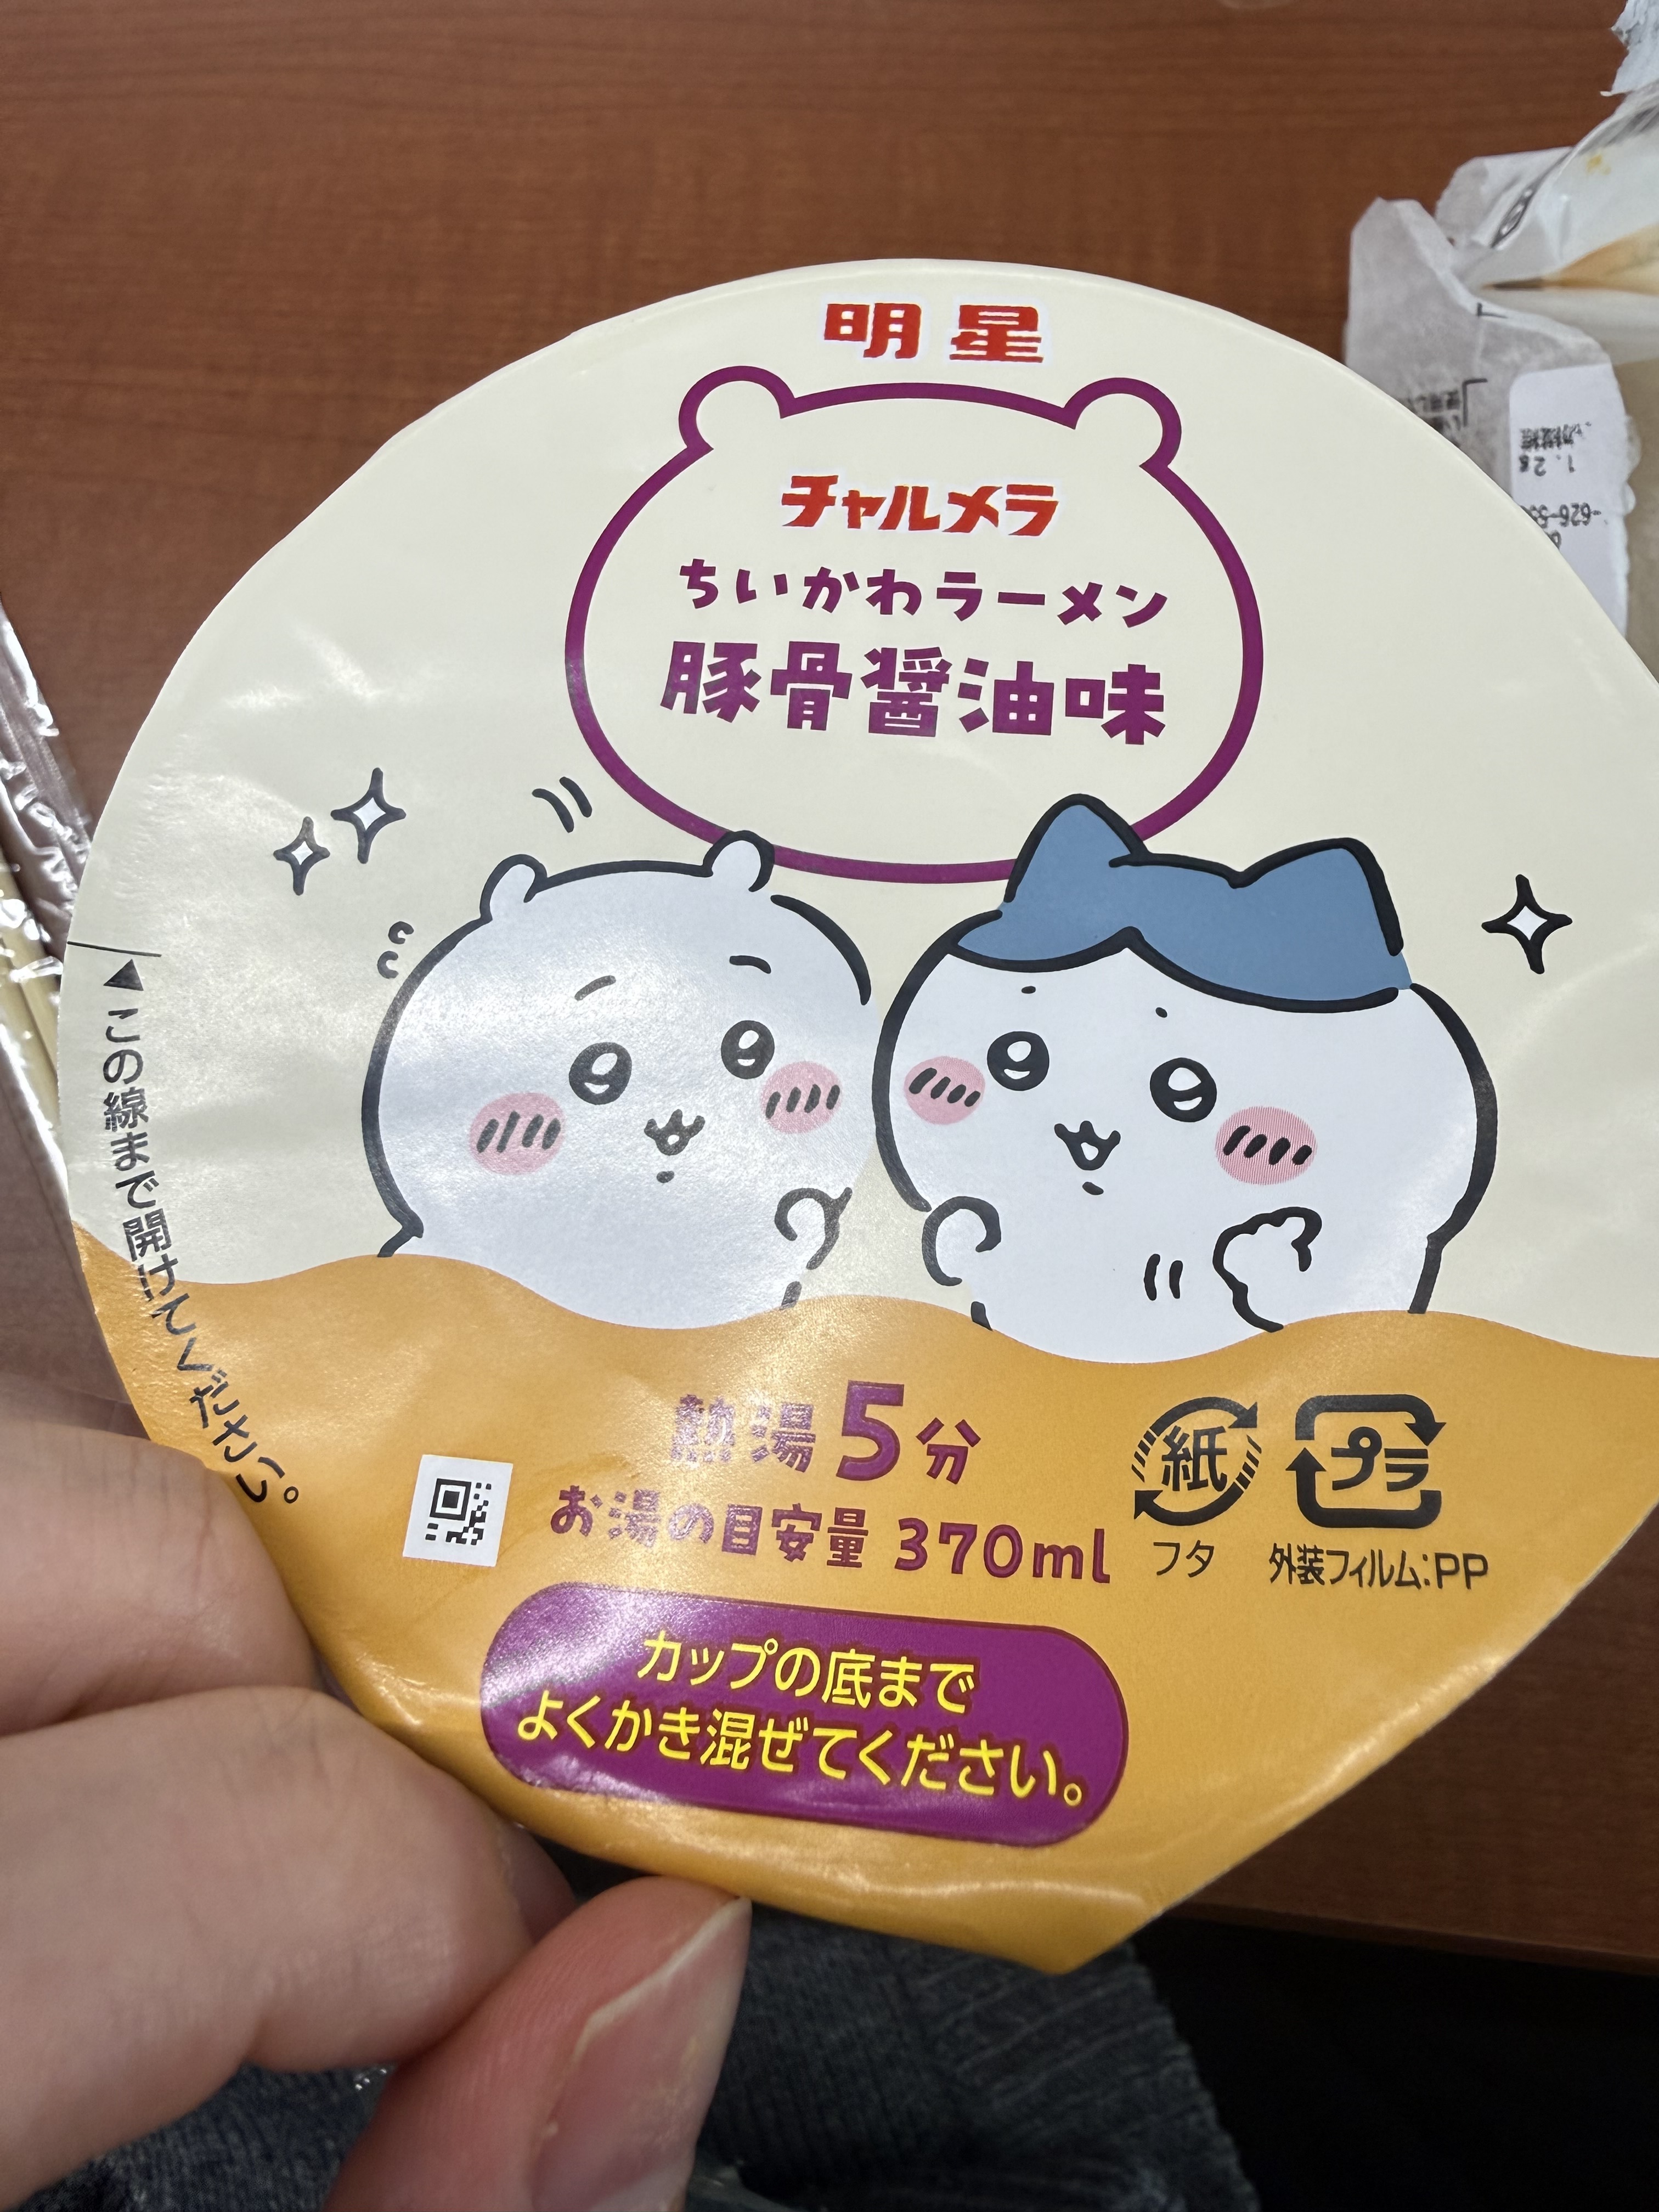 明星
チャルメラ
ちいかわラーメン
豚骨醤油味
▲この線まで開けてください。
熱湯5分
お湯の目安量 370ml
紙
フタ
プラ
外装フィルム:PP
カップの底まで
よくかき混ぜてください。